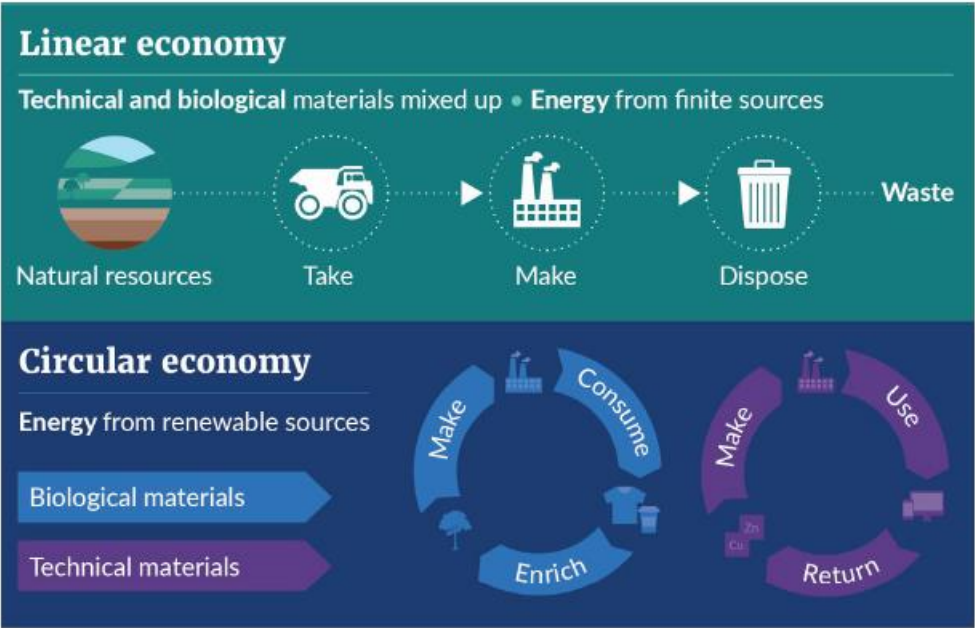 Linear economy
Technical and biological materials mixed up • Energy from finite sources
Waste
Natural resources
Take
Make
Dispose
Circular economy
Energy from renewable sources
Biological materials
Technical materials
Make
Consume
Enrich
Make
Use
Zn
Cu
Return